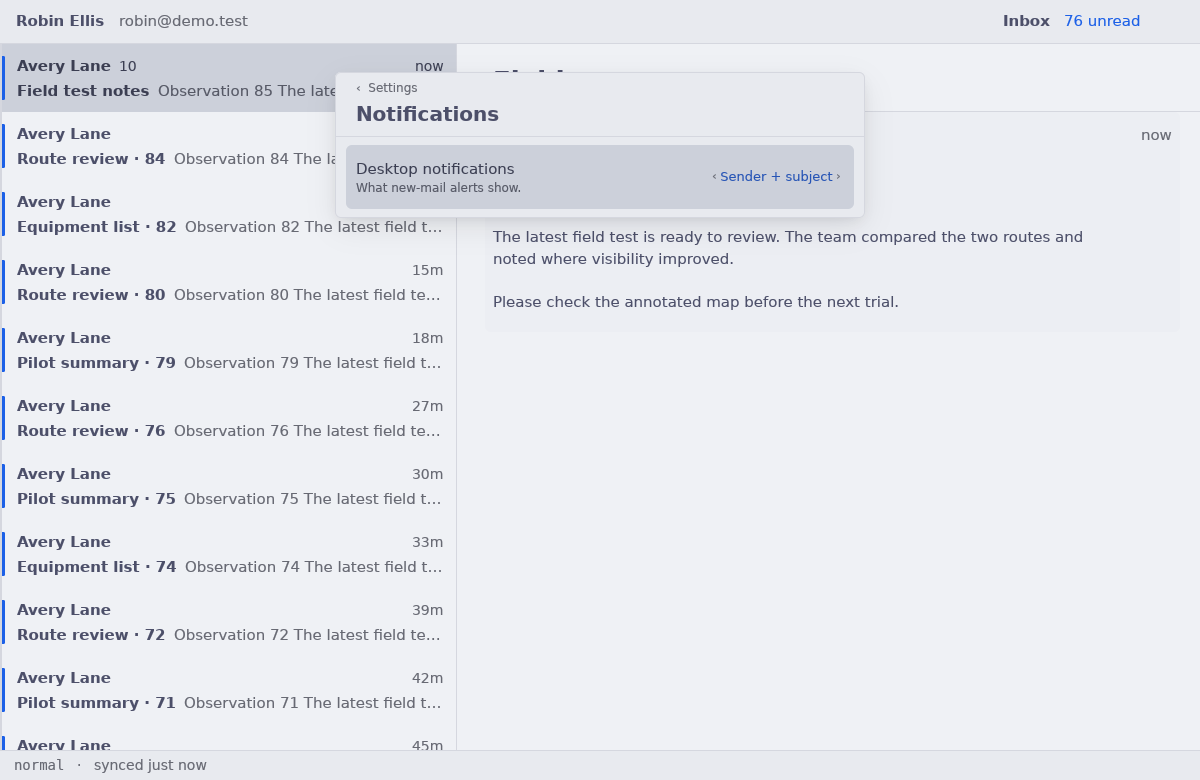 Robin Ellis robin@demo.test
Inbox 76 unread
Avery Lane 10 now
Field test notes Observation 85 The late
Avery Lane
Route review · 84 Observation 84 The la
Avery Lane
Equipment list · 82 Observation 82 The latest field t…
Avery Lane 15m
Route review · 80 Observation 80 The latest field te…
Avery Lane 18m
Pilot summary · 79 Observation 79 The latest field t…
Avery Lane 27m
Route review · 76 Observation 76 The latest field te…
Avery Lane 30m
Pilot summary · 75 Observation 75 The latest field t…
Avery Lane 33m
Equipment list · 74 Observation 74 The latest field t…
Avery Lane 39m
Route review · 72 Observation 72 The latest field te…
Avery Lane 42m
Pilot summary · 71 Observation 71 The latest field t…
Avery Lane 45m
‹ Settings
Notifications
Desktop notifications
What new-mail alerts show.
‹ Sender + subject ›
now
The latest field test is ready to review. The team compared the two routes and
noted where visibility improved.
Please check the annotated map before the next trial.
normal · synced just now